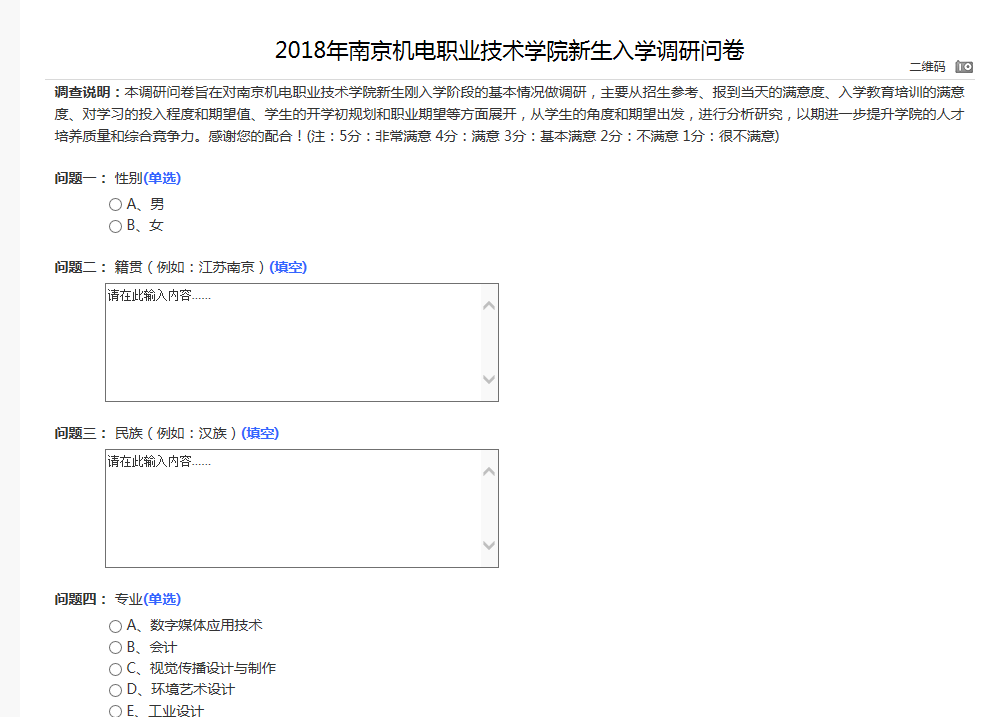 2018年南京机电职业技术学院新生入学调研问卷
二维码
调查说明：本调研问卷旨在对南京机电职业技术学院新生刚入学阶段的基本情况做调研，主要从招生参考、报到当天的满意度、入学教育培训的满意
度、对学习的投入程度和期望值、学生的开学初规划和职业期望等方面展开，从学生的角度和期望出发，进行分析研究，以期进一步提升学院的人才
培养质量和综合竞争力。感谢您的配合！(注：5分：非常满意 4分：满意 3分：基本满意 2分：不满意 1分：很不满意)
问题一： 性别(单选)
A、男
B、女
问题二： 籍贯（例如：江苏南京）(填空)
请在此输入内容......
问题三： 民族（例如：汉族）(填空)
请在此输入内容......
问题四： 专业(单选)
A、数字媒体应用技术
B、会计
C、视觉传播设计与制作
D、环境艺术设计
E、工业设计